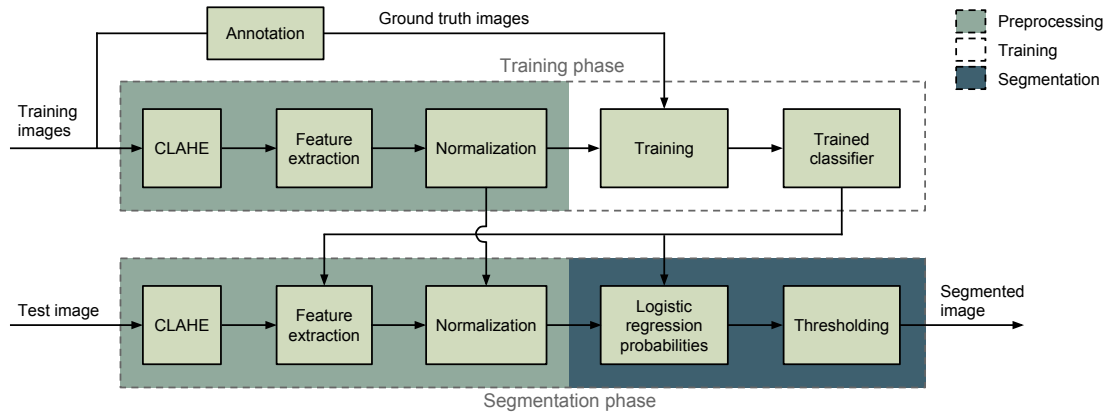 Ground truth images
Annotation
Preprocessing
Training
Segmentation
Training phase
Training
images
CLAHE
Feature
extraction
Normalization
Training
Trained
classifier
Test image
CLAHE
Feature
extraction
Normalization
Logistic
regression
probabilities
Thresholding
Segmented
image
Segmentation phase